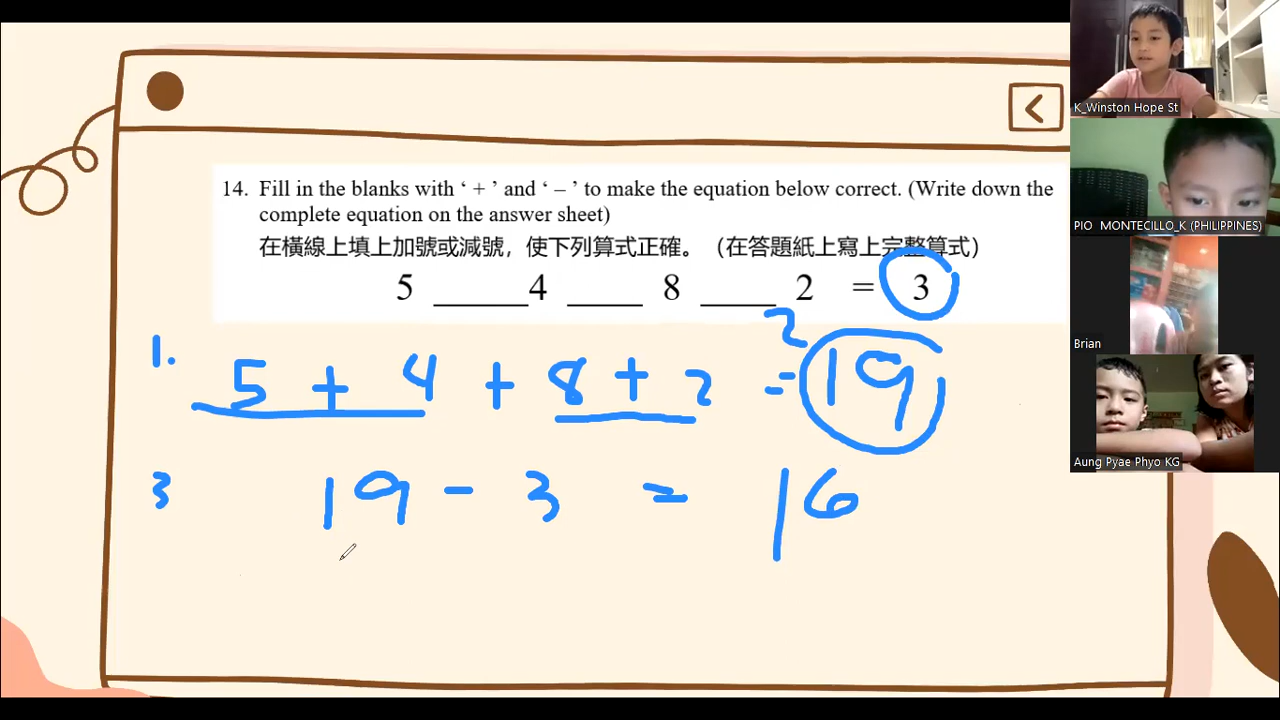 14. Fill in the blanks with ‘ + ’ and ‘ – ’ to make the equation below correct. (Write down the
complete equation on the answer sheet)
在橫線上填上加號或減號，使下列算式正確。（在答題紙上寫上完整算式）
5 ______4 _____ 8 _____ 2 = 3
1. 5 + 4 + 8 + 2 = 19
2
3 19 - 3 = 16
K_Winston Hope St
PIO MONTECILLO_K (PHILIPPINES)
Brian
Aung Pyae Phyo KG